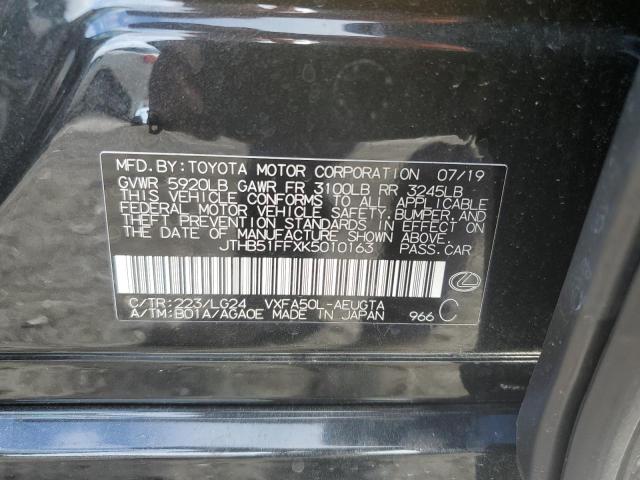 MFD.BY:TOYOTA MOTOR CORPORATION 07/19
GVWR 5920LB GAWR FR 3100LB RR 3245LB
THIS VEHICLE CONFORMS TO ALL APPLICABLE
FEDERAL MOTOR VEHICLE SAFETY,BUMPER,AND
THEFT PREVENTION STANDARDS IN EFFECT ON
THE DATE OF MANUFACTURE SHOWN ABOVE.
JTHB51FFXK5010163 PASS.CAR
C/TR:223/LG24 VXFA50L-AEUGTA
A/TM:B01A/AGA0E MADE IN JAPAN 966 C